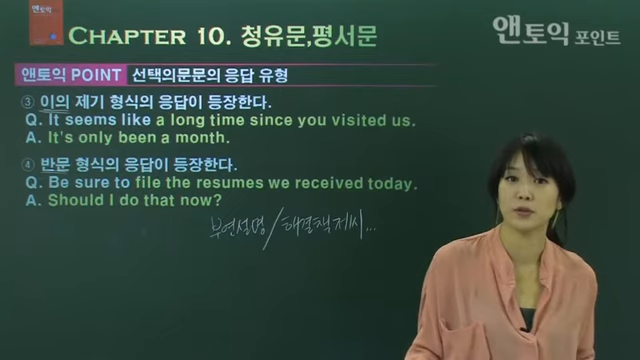 CHAPTER 10. 청유문,평서문
앤토익 포인트
앤토익 POINT 선택의문문의 응답 유형
③ 이의 제기 형식의 응답이 등장한다.
Q. It seems like a long time since you visited us.
A. It's only been a month.
④ 반문 형식의 응답이 등장한다.
Q. Be sure to file the resumes we received today.
A. Should I do that now?
부연설명/해결책제시...